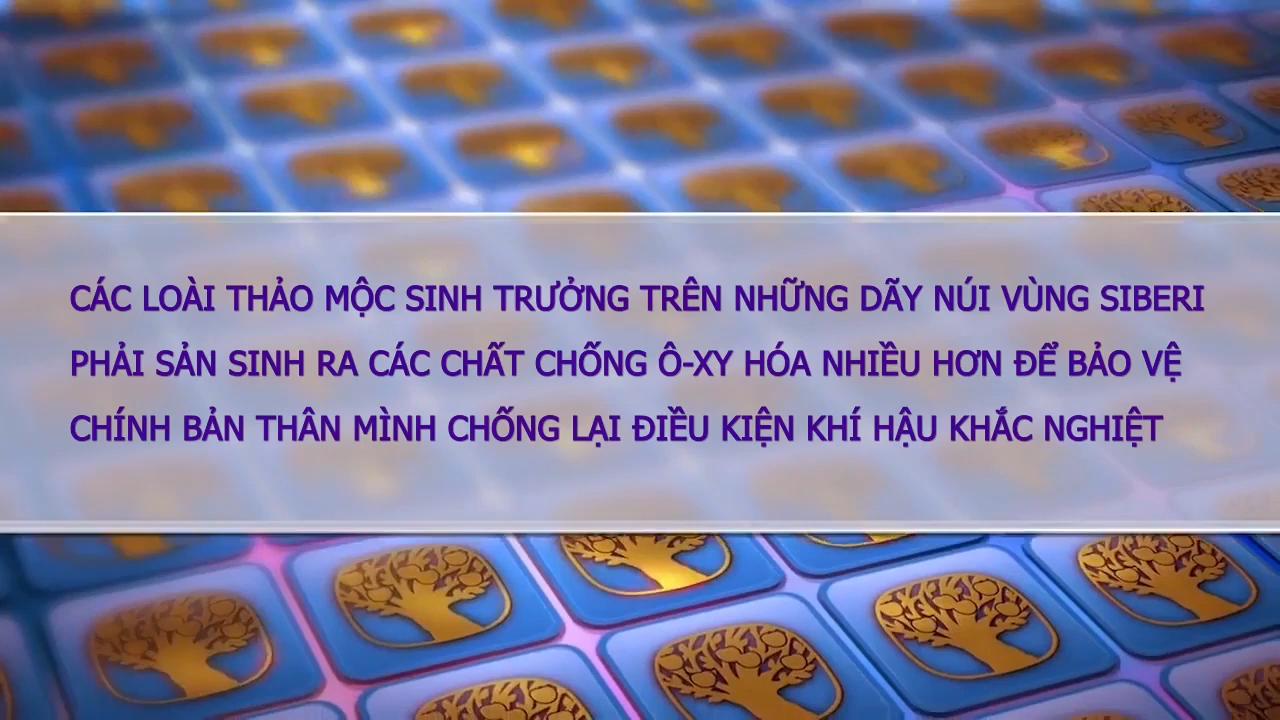 CÁC LOÀI THẢO MỘC SINH TRƯỞNG TRÊN NHỮNG DÃY NÚI VÙNG SIBERI
PHẢI SẢN SINH RA CÁC CHẤT CHỐNG Ô-XY HÓA NHIỀU HƠN ĐỂ BẢO VỆ
CHÍNH BẢN THÂN MÌNH CHỐNG LẠI ĐIỀU KIỆN KHÍ HẬU KHẮC NGHIỆT